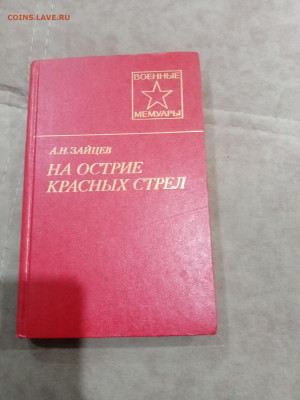 COINS.LAVE.RU
ВОЕННЫЕ
МЕМУАРЫ
А.Н.ЗАЙЦЕВ
НА ОСТРИЕ
КРАСНЫХ СТРЕЛ